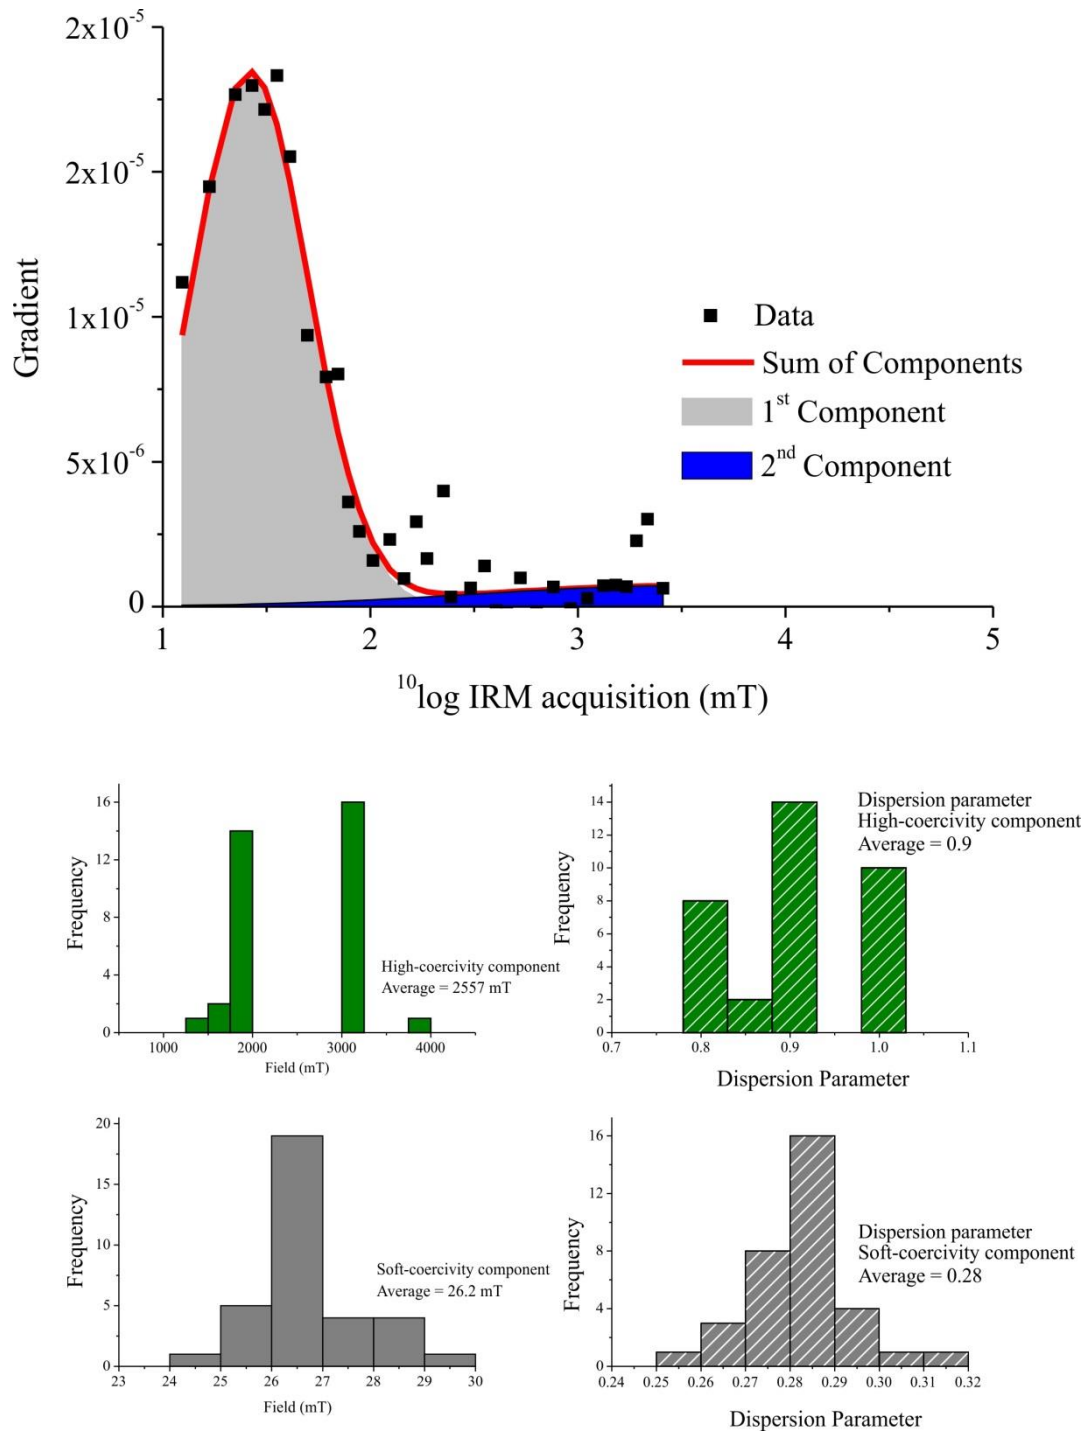 2x10⁻⁵
2x10⁻⁵
1x10⁻⁵
5x10⁻⁶
0
Gradient
1 2 3 4 5
¹⁰log IRM acquisition (mT)
Data
Sum of Components
1ˢᵗ Component
2ⁿᵈ Component
16
12
8
4
0
Frequency
1000 2000 3000 4000
Field (mT)
High-coercivity component
Average = 2557 mT
14
12
10
8
6
4
2
0
Frequency
0.7 0.8 0.9 1.0 1.1
Dispersion Parameter
Dispersion parameter
High-coercivity component
Average = 0.9
20
15
10
5
0
Frequency
23 24 25 26 27 28 29 30
Field (mT)
Soft-coercivity component
Average = 26.2 mT
16
12
8
4
0
Frequency
0.24 0.25 0.26 0.27 0.28 0.29 0.30 0.31 0.32
Dispersion Parameter
Dispersion parameter
Soft-coercivity component
Average = 0.28